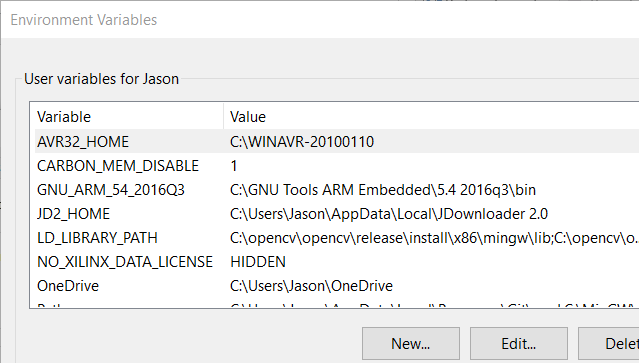 Environment Variables
User variables for Jason
Variable Value
AVR32_HOME C:\WINAVR-20100110
CARBON_MEM_DISABLE 1
GNU_ARM_54_2016Q3 C:\GNU Tools ARM Embedded\5.4 2016q3\bin
JD2_HOME C:\Users\Jason\AppData\Local\JDownloader 2.0
LD_LIBRARY_PATH C:\opencv\opencv\release\install\x86\mingw\lib;C:\opencv\o...
NO_XILINX_DATA_LICENSE HIDDEN
OneDrive C:\Users\Jason\OneDrive
New... Edit... Delet